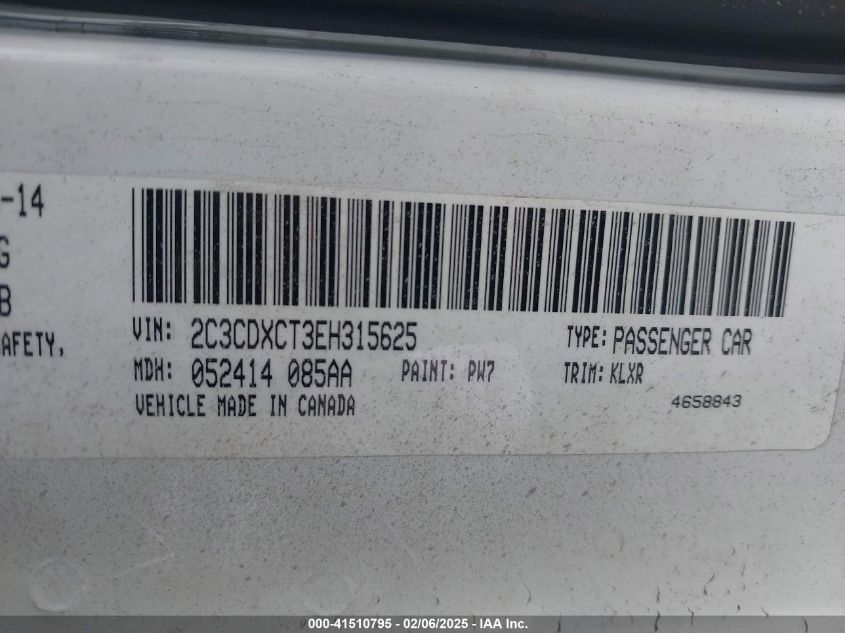 -14
G
B
AFETY,
VIN: 2C3CDXCT3EH315625 TYPE: PASSENGER CAR
MDH: 052414 085AA PAINT: PW7 TRIM: KLXR
VEHICLE MADE IN CANADA 4658843
000-41510795 - 02/06/2025 - IAA Inc.